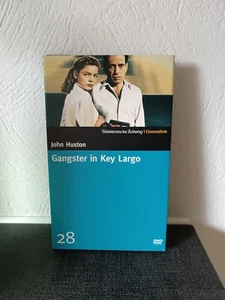 Süddeutsche Zeitung | Cinemathek
John Huston
Gangster in Key Largo
28
DVD